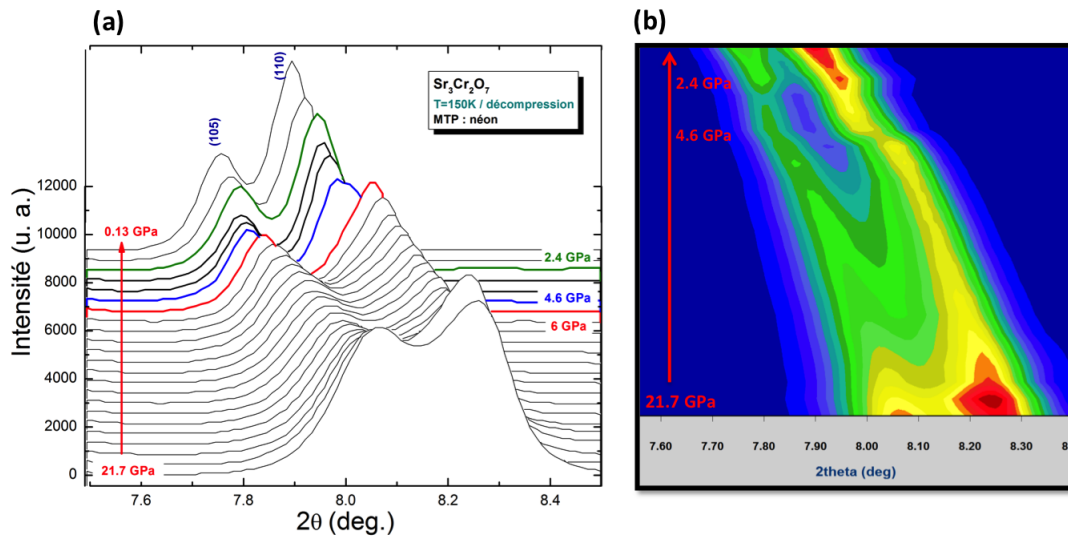 (a)
(b)
(105)
(110)
Sr3Cr2O7
T=150K / décompression
MTP : néon
Intensité (u. a.)
12000
10000
8000
6000
4000
2000
0
0.13 GPa
21.7 GPa
2.4 GPa
4.6 GPa
6 GPa
7.6 7.8 8.0 8.2 8.4
2θ (deg.)
2.4 GPa
4.6 GPa
21.7 GPa
7.60 7.70 7.80 7.90 8.00 8.10 8.20 8.30
2theta (deg)